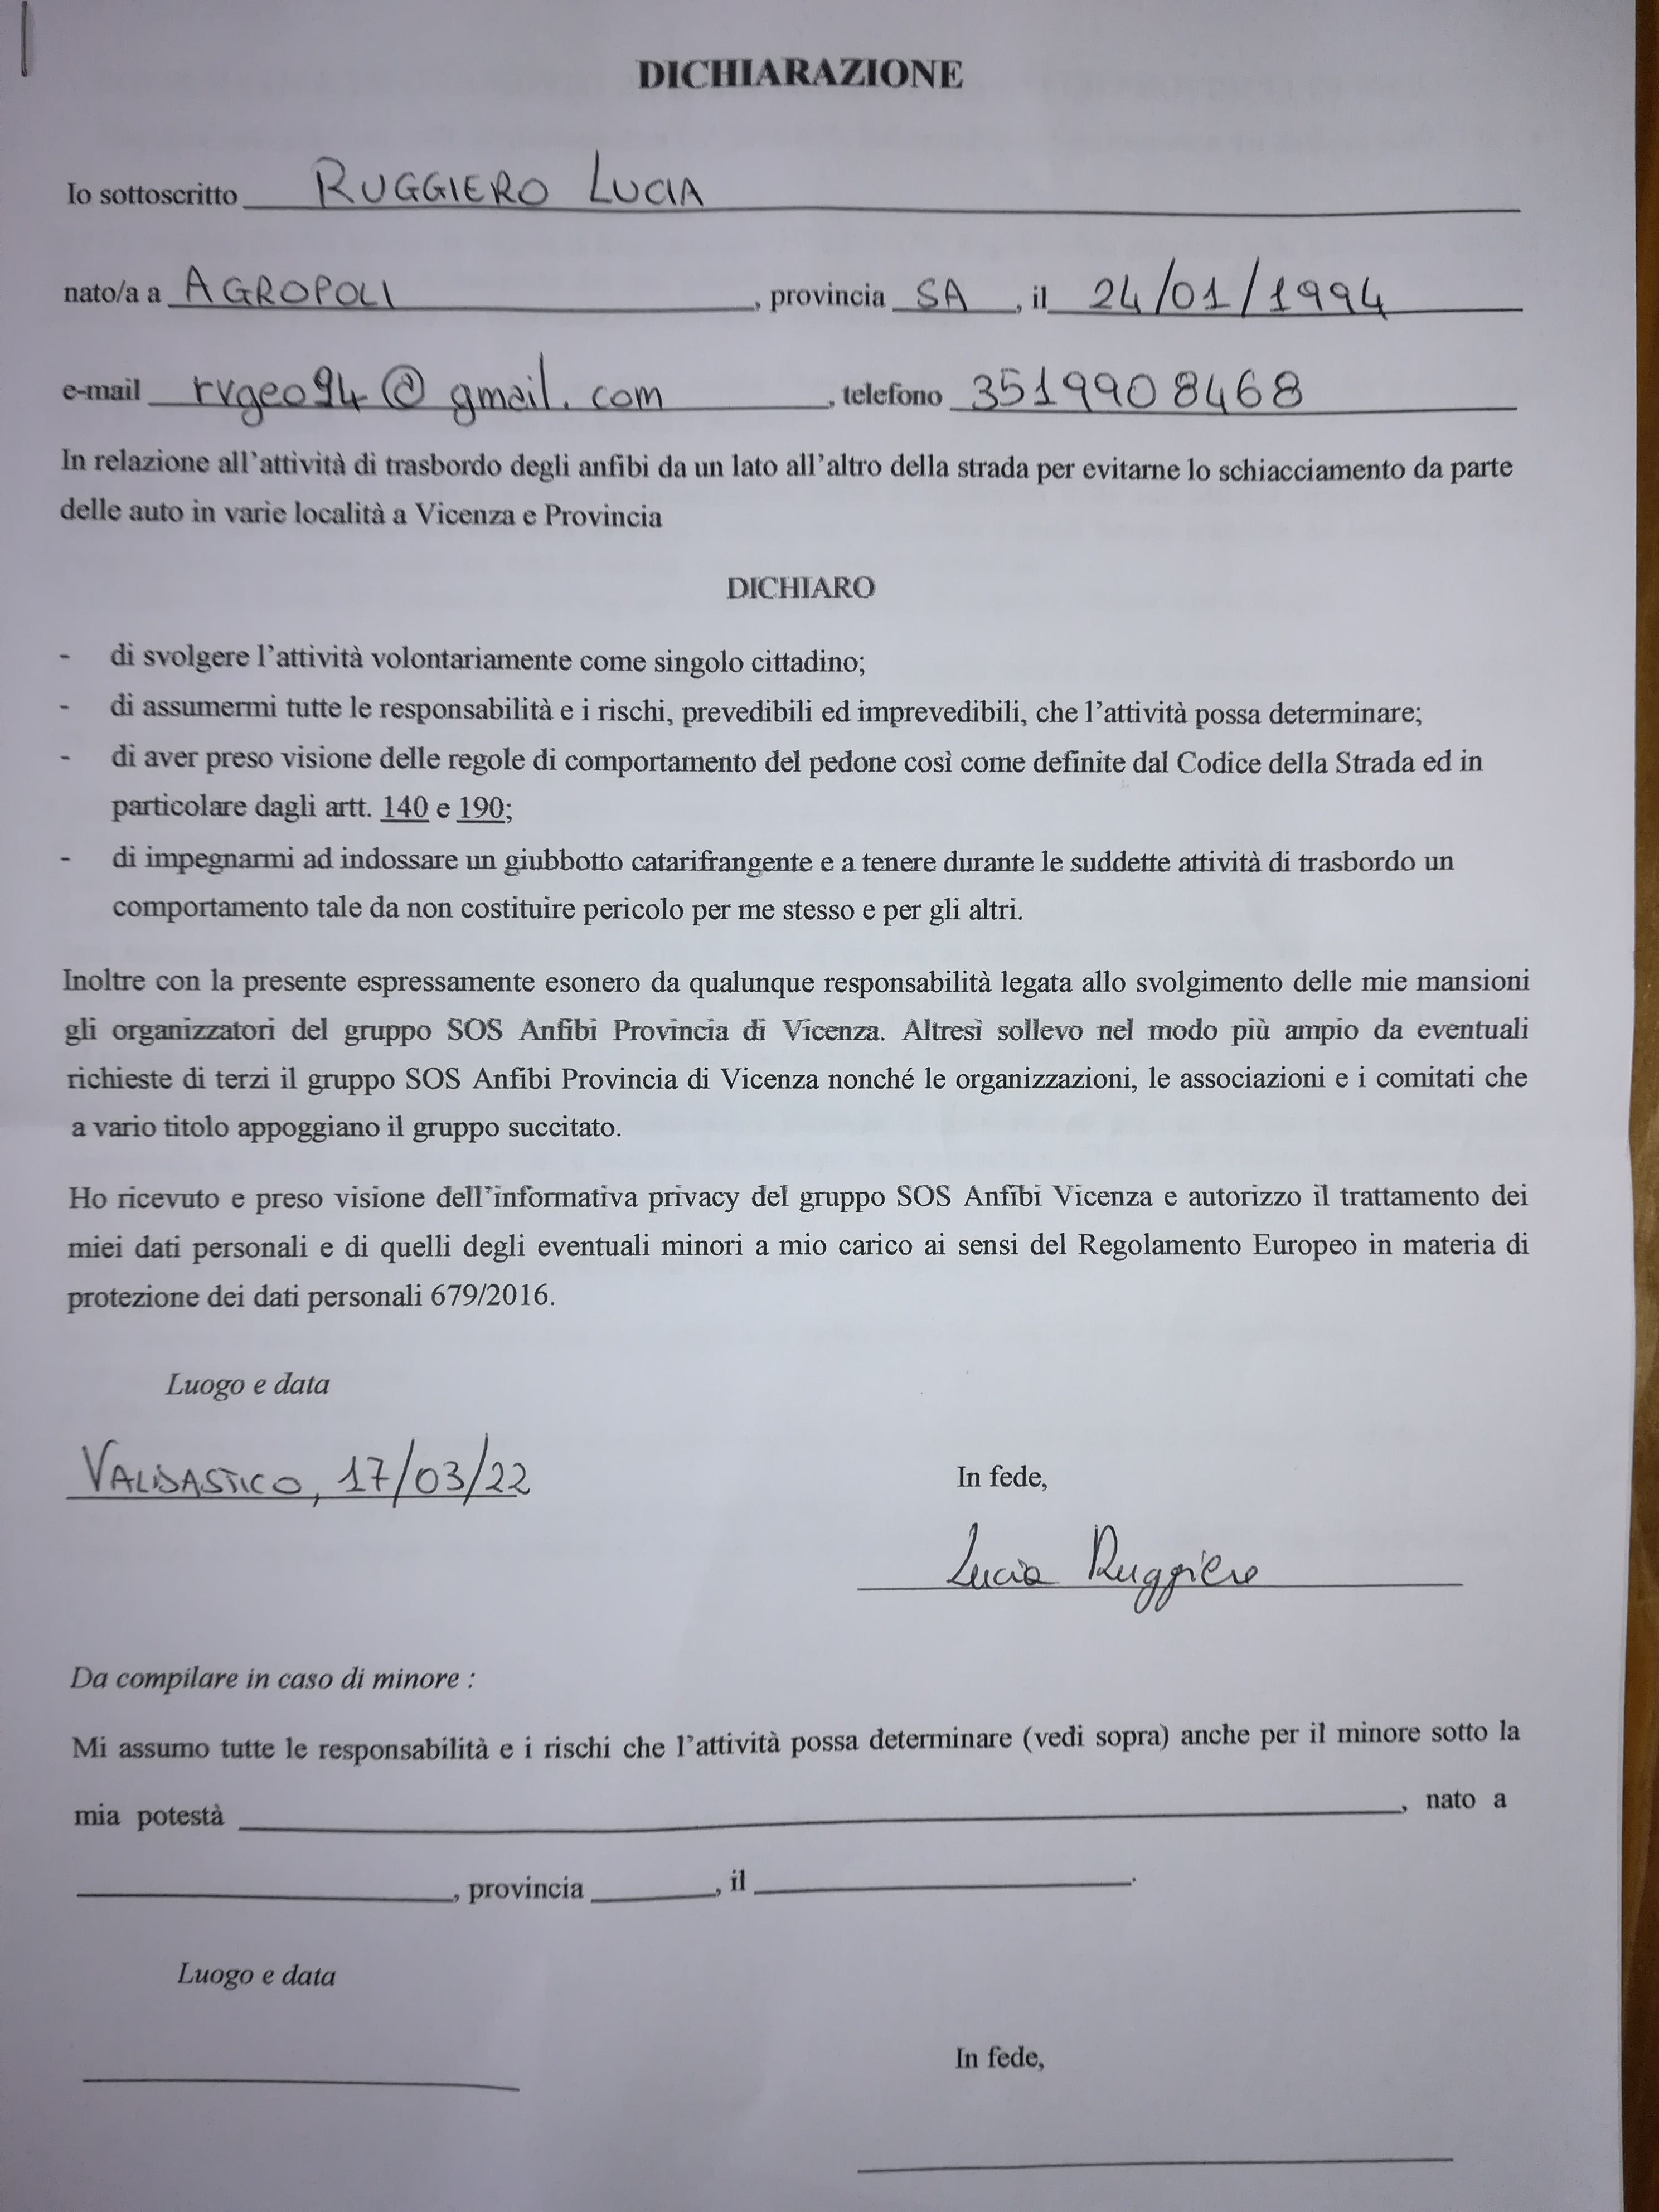 DICHIARAZIONE
Io sottoscritto RUGGIERO LUCIA
nato/a a AGROPOLI, provincia SA, il 24/01/1994
e-mail rvgeo94@gmail.com, telefono 3519908468
In relazione all'attività di trasbordo degli anfibi da un lato all'altro della strada per evitarne lo schiacciamento da parte
delle auto in varie località a Vicenza e Provincia
DICHIARO
- di svolgere l'attività volontariamente come singolo cittadino;
- di assumermi tutte le responsabilità e i rischi, prevedibili ed imprevedibili, che l'attività possa determinare;
- di aver preso visione delle regole di comportamento del pedone così come definite dal Codice della Strada ed in
particolare dagli artt. 140 e 190;
- di impegnarmi ad indossare un giubbotto catarifrangente e a tenere durante le suddette attività di trasbordo un
comportamento tale da non costituire pericolo per me stesso e per gli altri.
Inoltre con la presente espressamente esonero da qualunque responsabilità legata allo svolgimento delle mie mansioni
gli organizzatori del gruppo SOS Anfibi Provincia di Vicenza. Altresì sollevo nel modo più ampio da eventuali
richieste di terzi il gruppo SOS Anfibi Provincia di Vicenza nonché le organizzazioni, le associazioni e i comitati che
a vario titolo appoggiano il gruppo succitato.
Ho ricevuto e preso visione dell'informativa privacy del gruppo SOS Anfibi Vicenza e autorizzo il trattamento dei
miei dati personali e di quelli degli eventuali minori a mio carico ai sensi del Regolamento Europeo in materia di
protezione dei dati personali 679/2016.
Luogo e data
VALDASTICO, 17/03/22
In fede,
Lucia Ruggiero
Da compilare in caso di minore :
Mi assumo tutte le responsabilità e i rischi che l'attività possa determinare (vedi sopra) anche per il minore sotto la
mia potestà , nato a
, provincia , il .
Luogo e data
In fede,